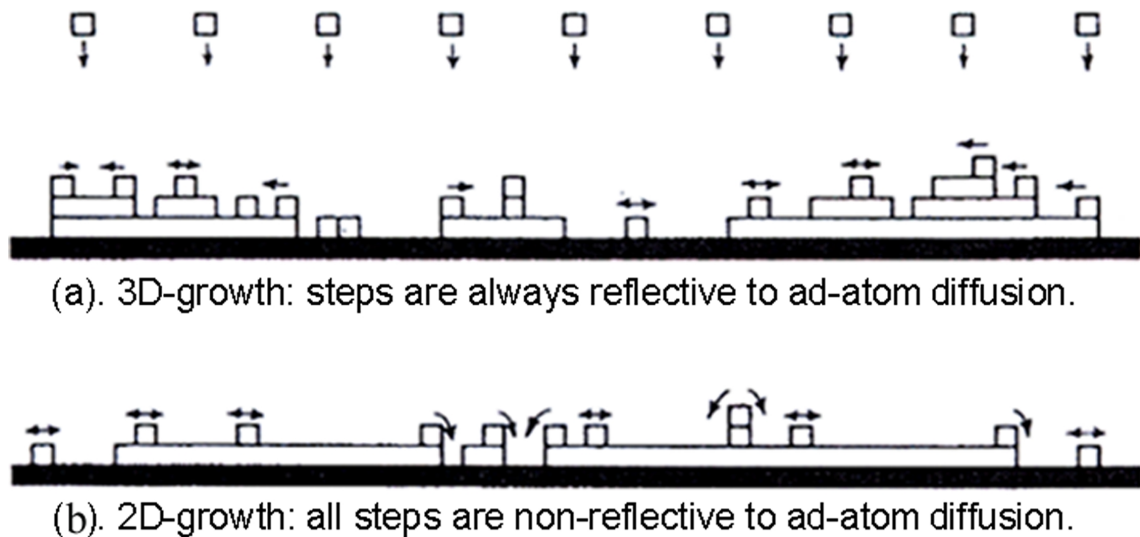 (a). 3D-growth: steps are always reflective to ad-atom diffusion.
(b). 2D-growth: all steps are non-reflective to ad-atom diffusion.